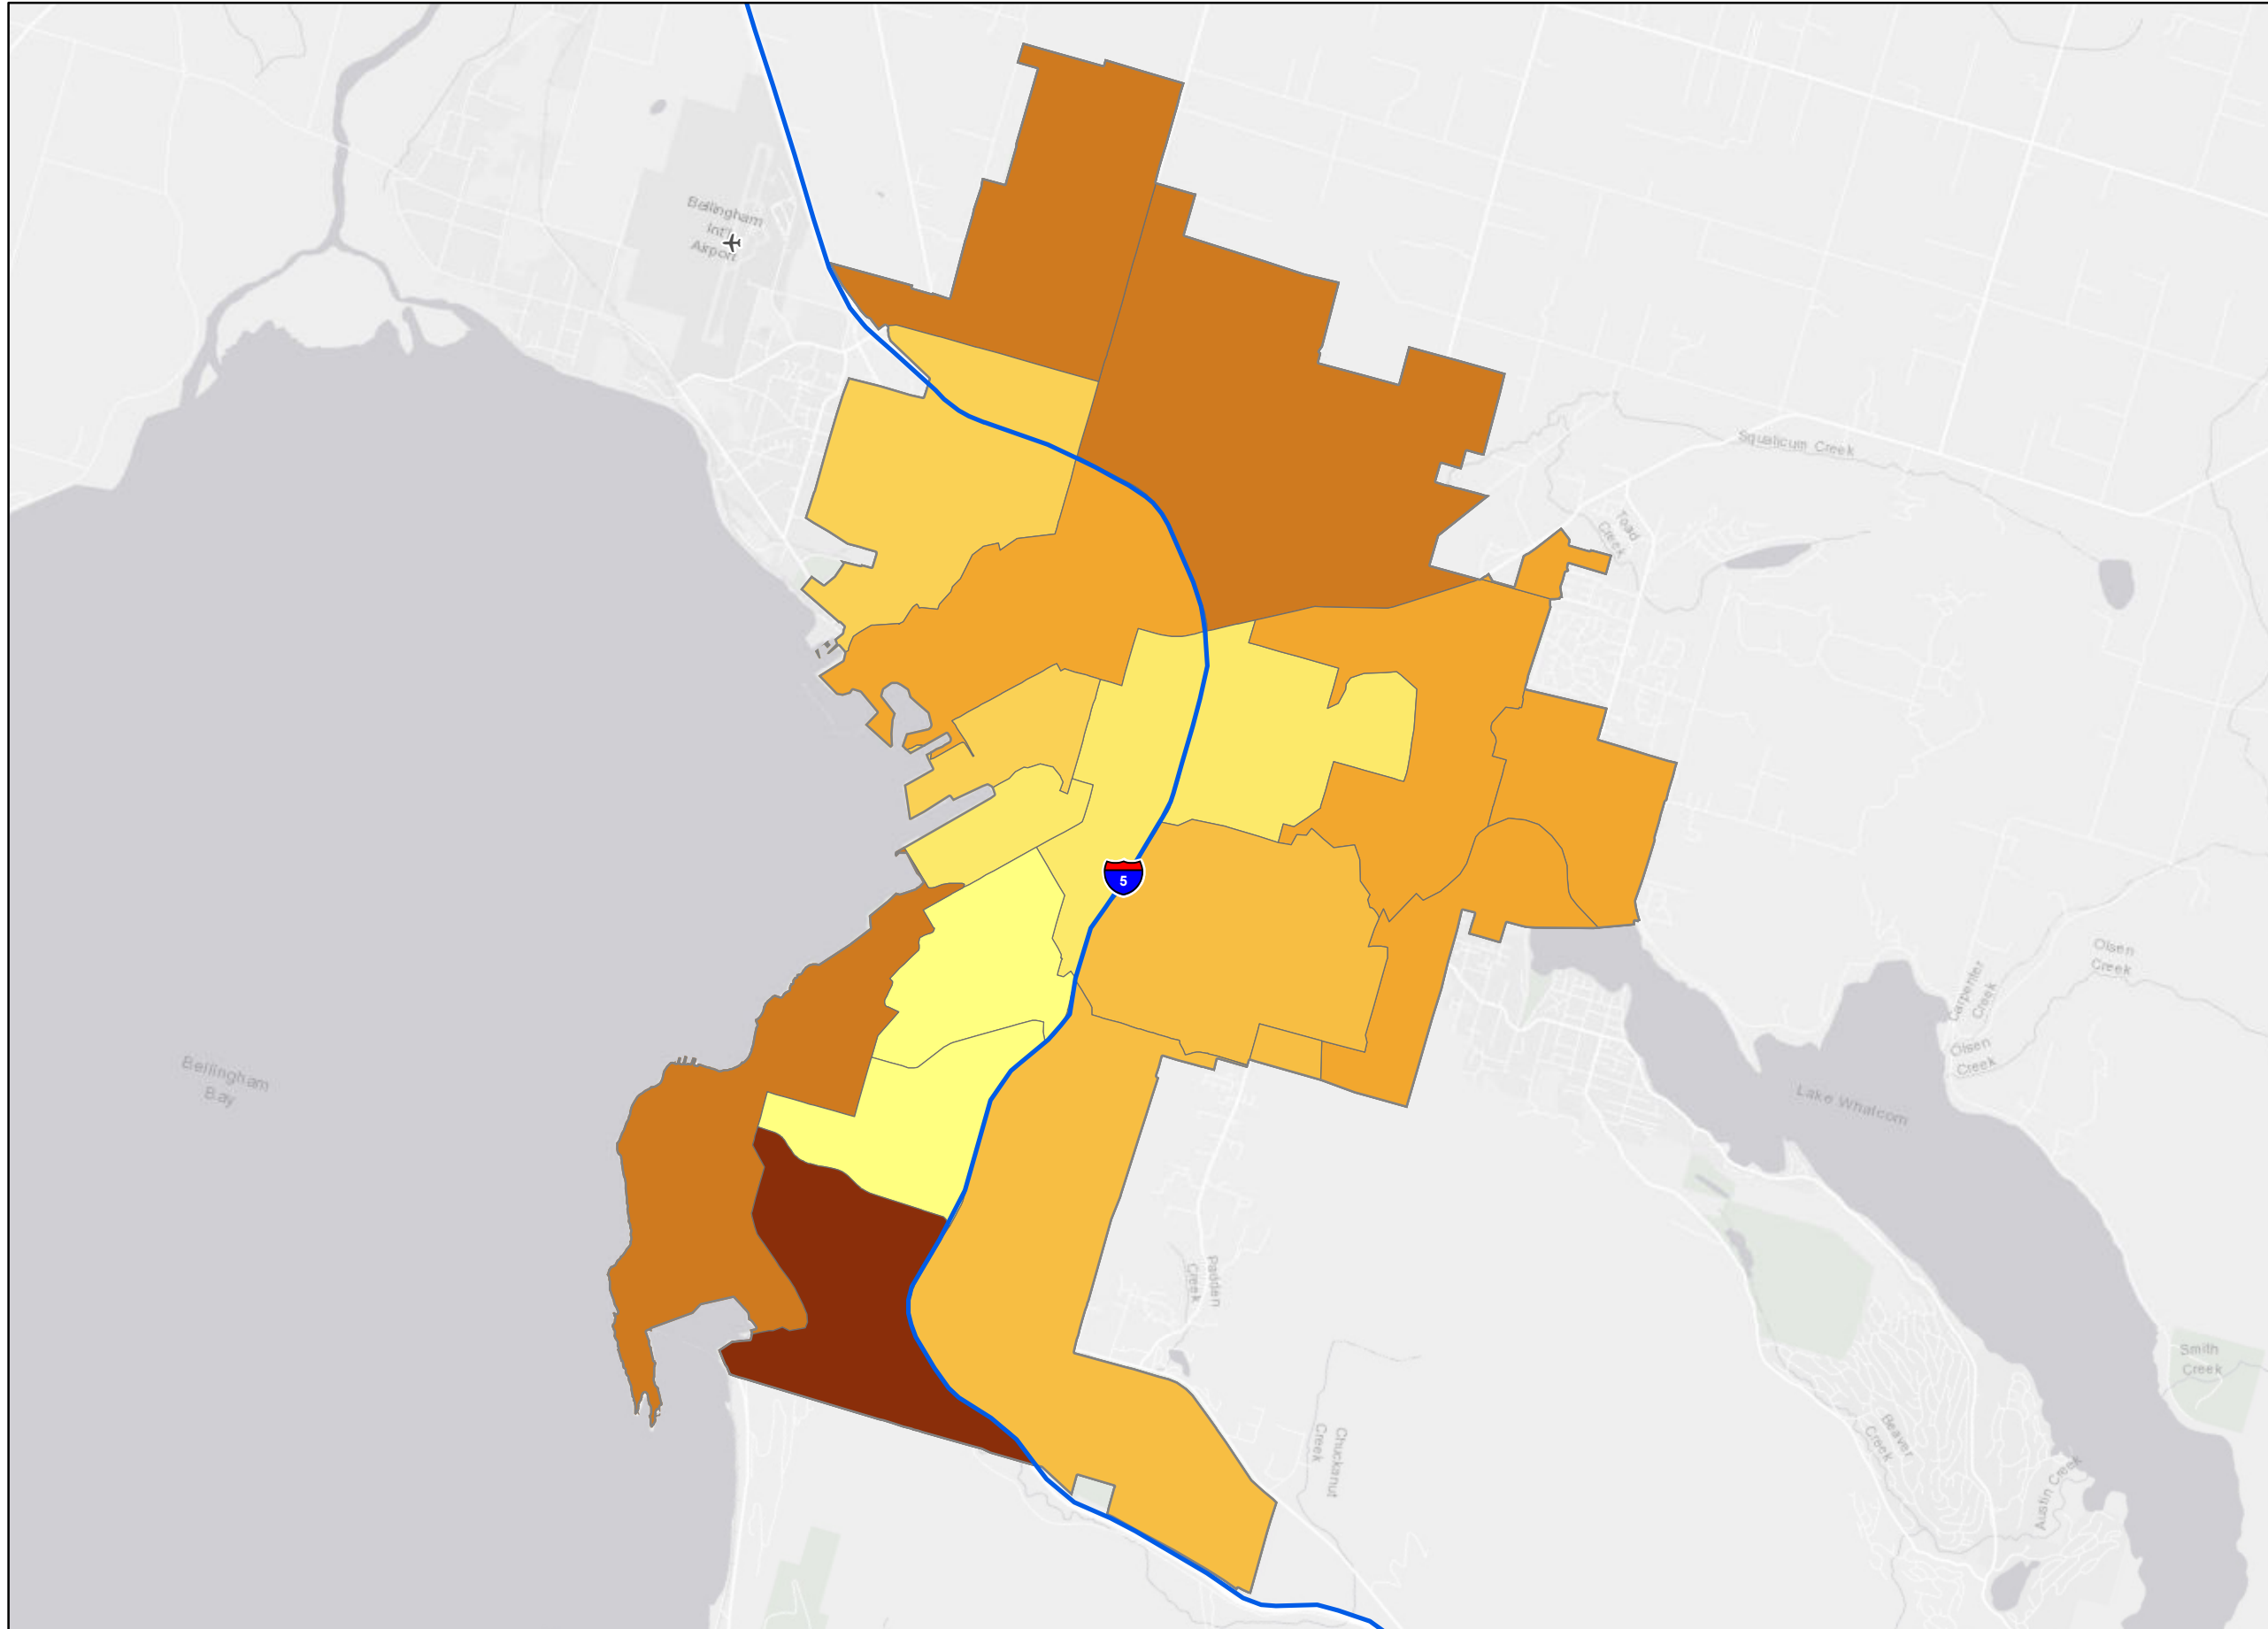 Bellingham
Int'l
Airport
Squalicum Creek
Toad
Creek
5
Olsen
Creek
Carpenter
Creek
Olsen
Creek
Bellingham
Bay
Lake Whatcom
Padden
Creek
Smith
Creek
Chuckanut
Creek
Beaver
Creek
Austin Creek